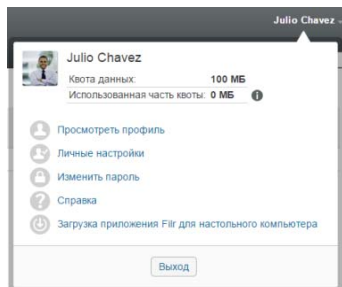 Julio Chavez
Julio Chavez
Квота данных: 100 МБ
Использованная часть квоты: 0 МБ
Просмотреть профиль
Личные настройки
Изменить пароль
Справка
Загрузка приложения Filr для настольного компьютера
Выход